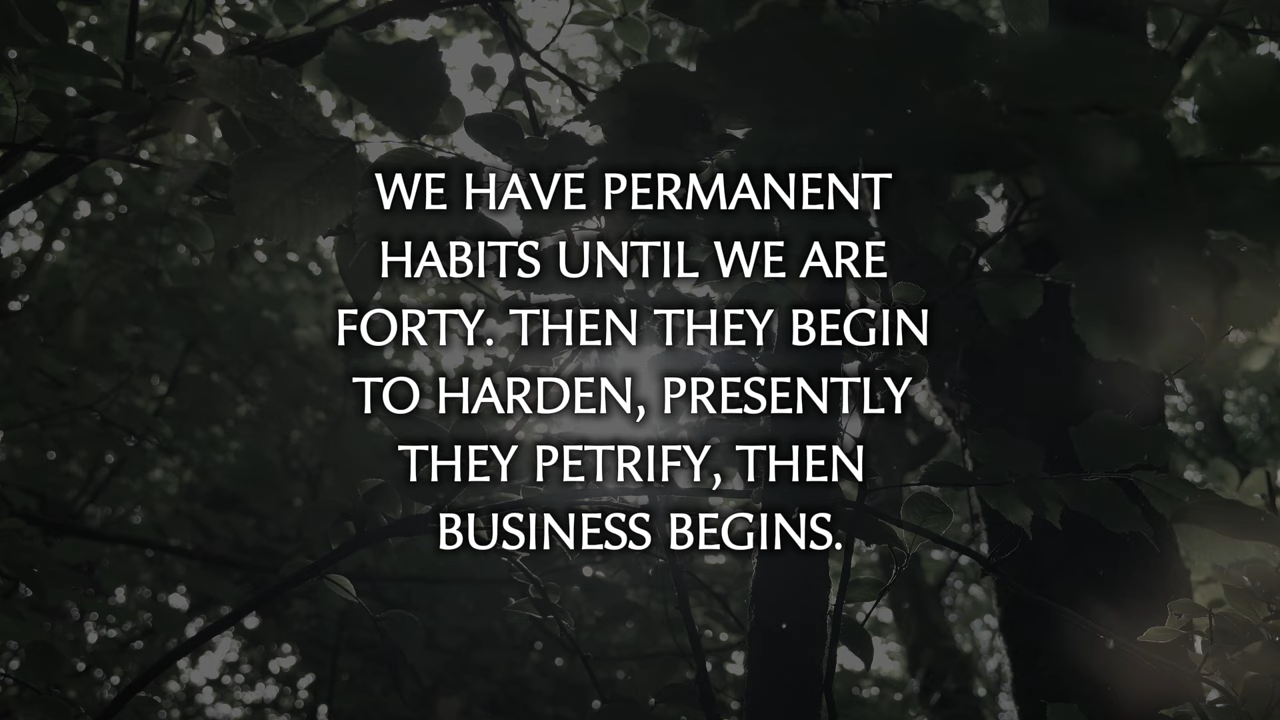 WE HAVE PERMANENT
HABITS UNTIL WE ARE
FORTY. THEN THEY BEGIN
TO HARDEN, PRESENTLY
THEY PETRIFY, THEN
BUSINESS BEGINS.